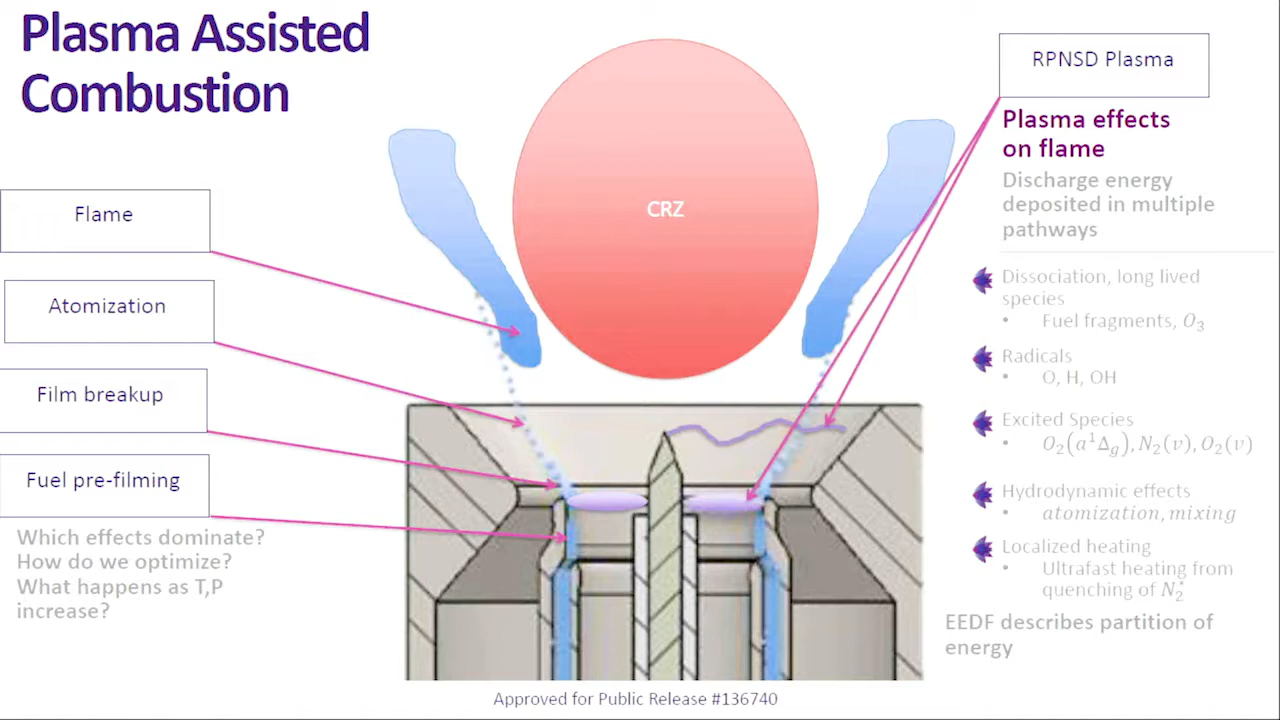 Plasma Assisted
Combustion
Flame
Atomization
Film breakup
Fuel pre-filming
Which effects dominate?
How do we optimize?
What happens as T,P
increase?
CRZ
RPNSD Plasma
Plasma effects
on flame
Discharge energy
deposited in multiple
pathways
Dissociation, long lived
species
• Fuel fragments, O₃
Radicals
• O, H, OH
Excited Species
• O₂(a¹Δg), N₂(v), O₂(v)
Hydrodynamic effects
• atomization, mixing
Localized heating
• Ultrafast heating from
quenching of N₂*
EEDF describes partition of
energy
Approved for Public Release #136740